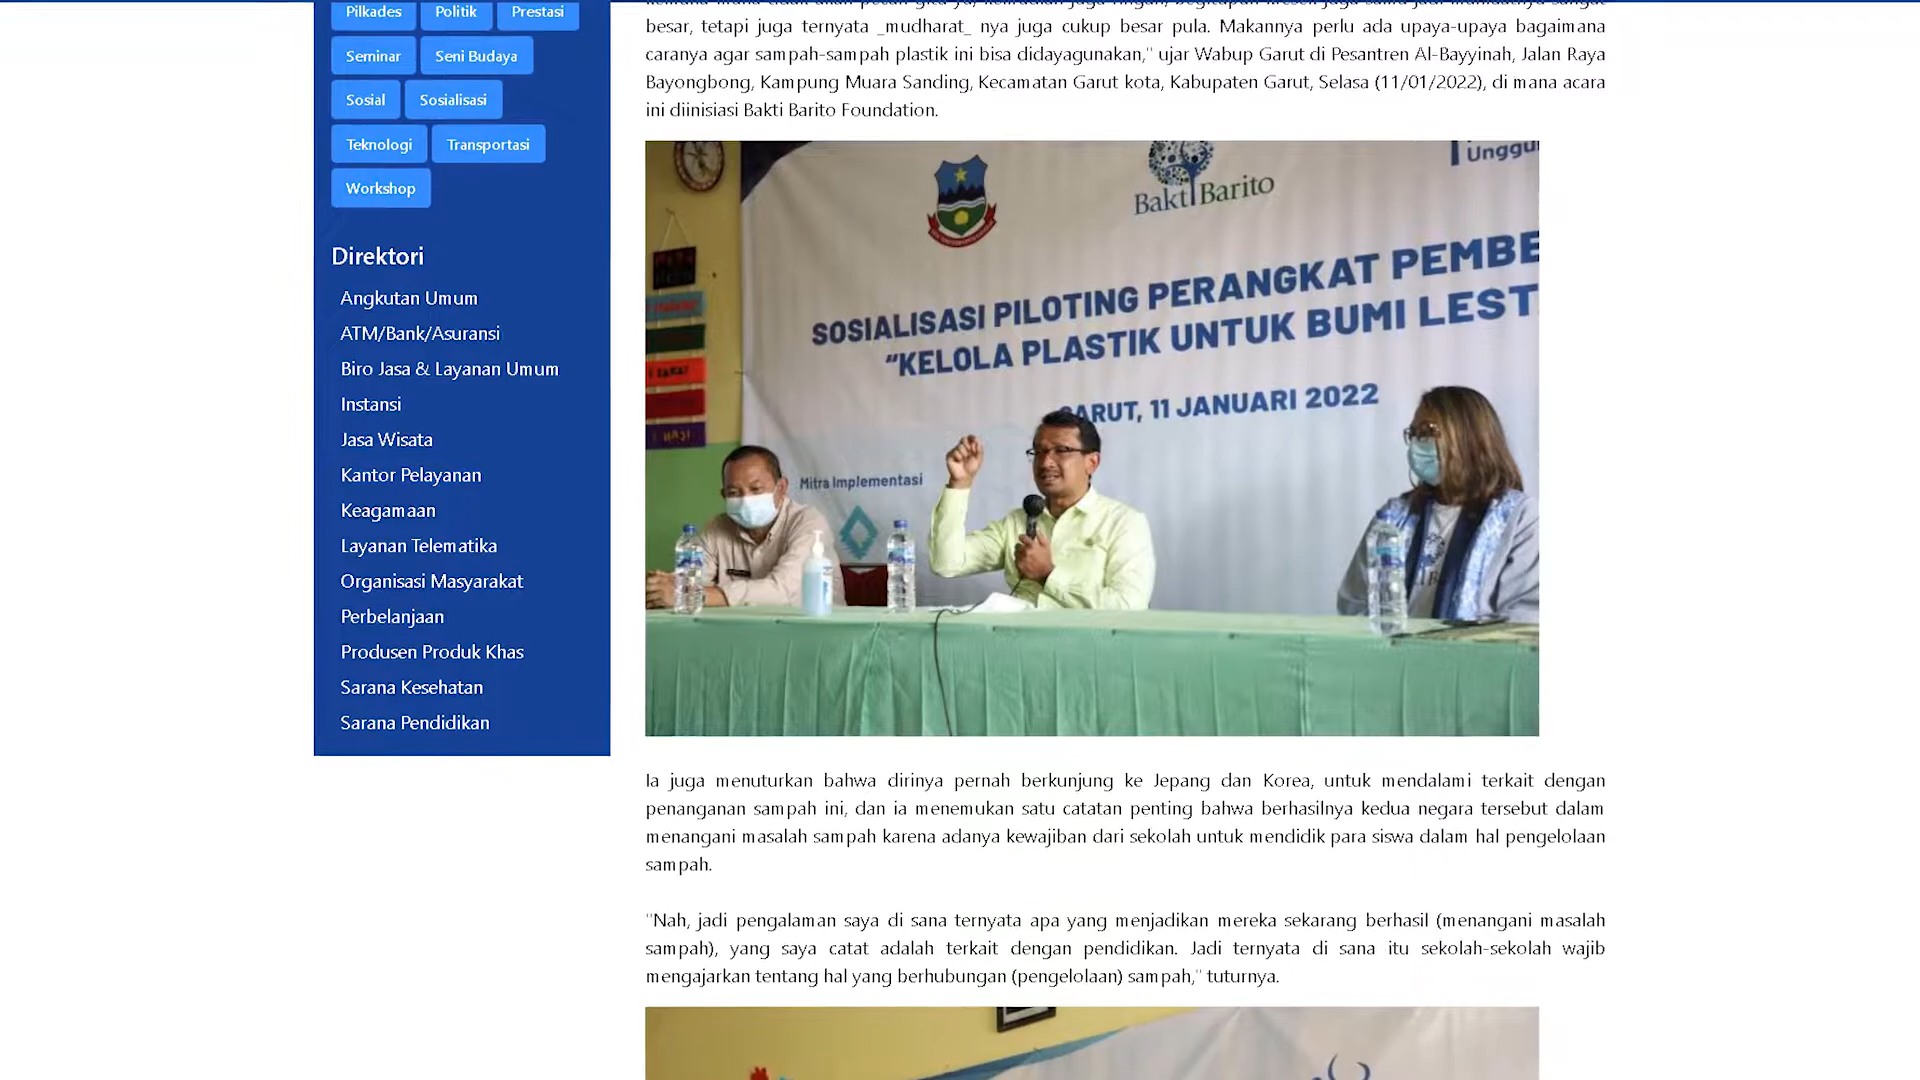 Pilkades
Politik
Prestasi
Seminar
Seni Budaya
Sosial
Sosialisasi
Teknologi
Transportasi
Workshop
Direktori
Angkutan Umum
ATM/Bank/Asuransi
Biro Jasa & Layanan Umum
Instansi
Jasa Wisata
Kantor Pelayanan
Keagamaan
Layanan Telematika
Organisasi Masyarakat
Perbelanjaan
Produsen Produk Khas
Sarana Kesehatan
Sarana Pendidikan
besar, tetapi juga ternyata _mudharat_ nya juga cukup besar pula. Makannya perlu ada upaya-upaya bagaimana
caranya agar sampah-sampah plastik ini bisa didayagunakan," ujar Wabup Garut di Pesantren Al-Bayyinah, Jalan Raya
Bayongbong, Kampung Muara Sanding, Kecamatan Garut kota, Kabupaten Garut, Selasa (11/01/2022), di mana acara
ini diinisiasi Bakti Barito Foundation.
Unggu
Bakti Barito
SOSIALISASI PILOTING PERANGKAT PEMBE
"KELOLA PLASTIK UNTUK BUMI LEST
GARUT, 11 JANUARI 2022
Mitra Implementasi
Ia juga menuturkan bahwa dirinya pernah berkunjung ke Jepang dan Korea, untuk mendalami terkait dengan
penanganan sampah ini, dan ia menemukan satu catatan penting bahwa berhasilnya kedua negara tersebut dalam
menangani masalah sampah karena adanya kewajiban dari sekolah untuk mendidik para siswa dalam hal pengelolaan
sampah.
"Nah, jadi pengalaman saya di sana ternyata apa yang menjadikan mereka sekarang berhasil (menangani masalah
sampah), yang saya catat adalah terkait dengan pendidikan. Jadi ternyata di sana itu sekolah-sekolah wajib
mengajarkan tentang hal yang berhubungan (pengelolaan) sampah," tuturnya.